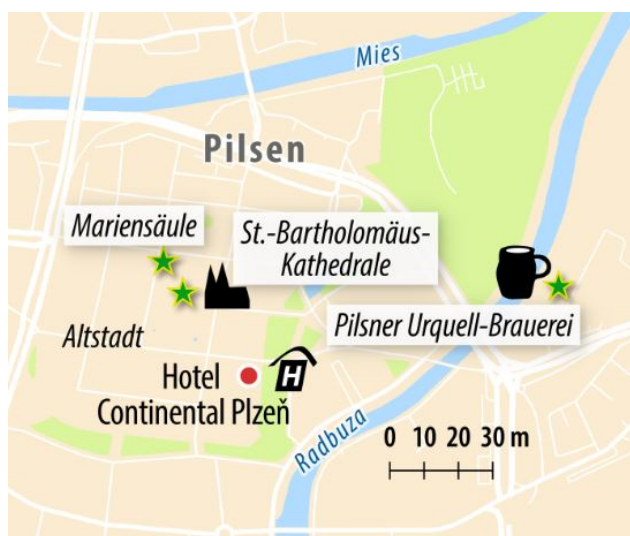 Mies
Pilsen
Mariensäule
St.-Bartholomäus-
Kathedrale
Pilsner Urquell-Brauerei
Altstadt
Hotel
Continental Plzeň
H
Radbuza
0 10 20 30 m